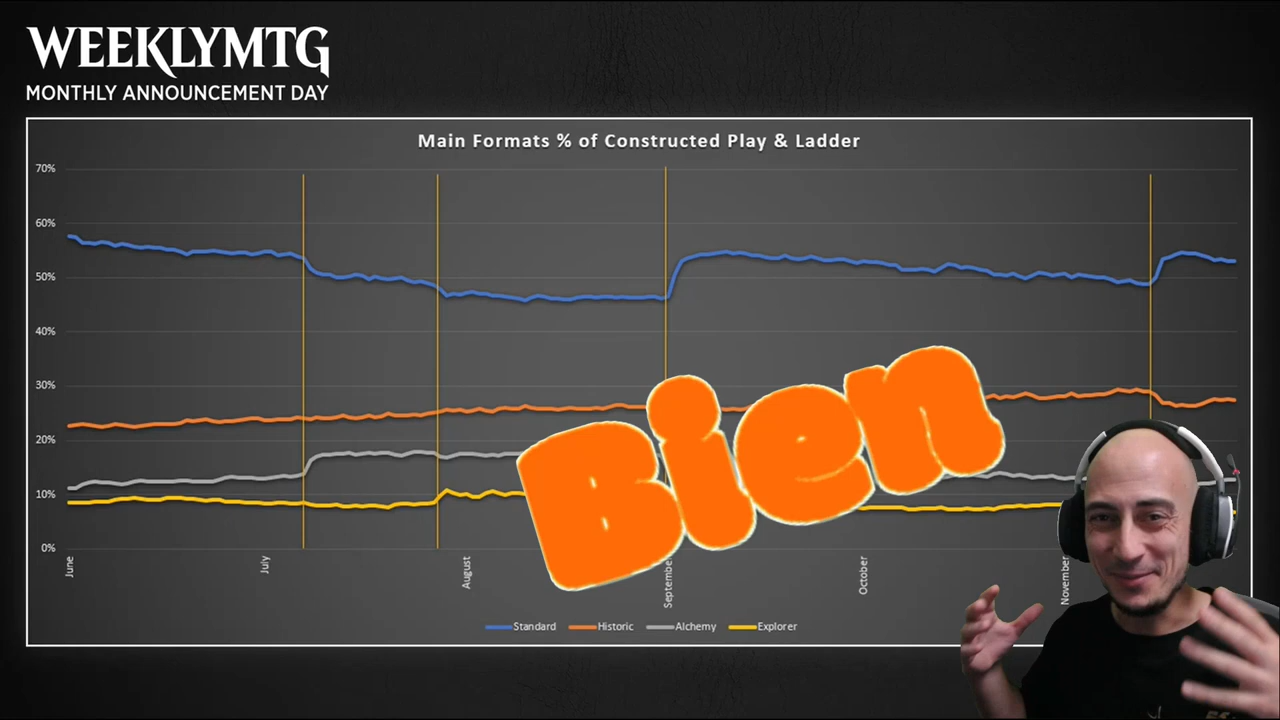 WEEKLYMTG
MONTHLY ANNOUNCEMENT DAY
Main Formats % of Constructed Play & Ladder
70%
60%
50%
40%
30%
20%
10%
0%
June
July
August
October
November
Bien
Standard Historic Alchemy Explorer